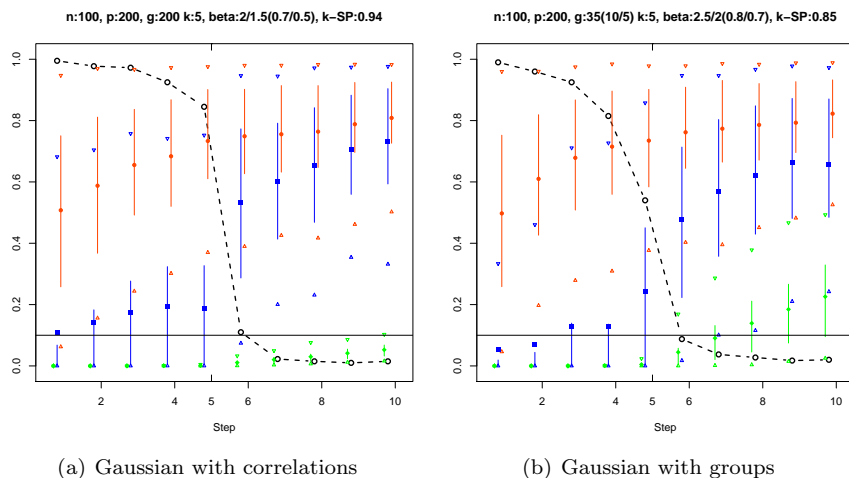 n:100, p:200, g:200 k:5, beta:2/1.5(0.7/0.5), k−SP:0.94
1.0
0.8
0.6
0.4
0.2
0.0
2 4 5 6 8 10
Step
(a) Gaussian with correlations
n:100, p:200, g:35(10/5) k:5, beta:2.5/2(0.8/0.7), k−SP:0.85
1.0
0.8
0.6
0.4
0.2
0.0
2 4 5 6 8 10
Step
(b) Gaussian with groups